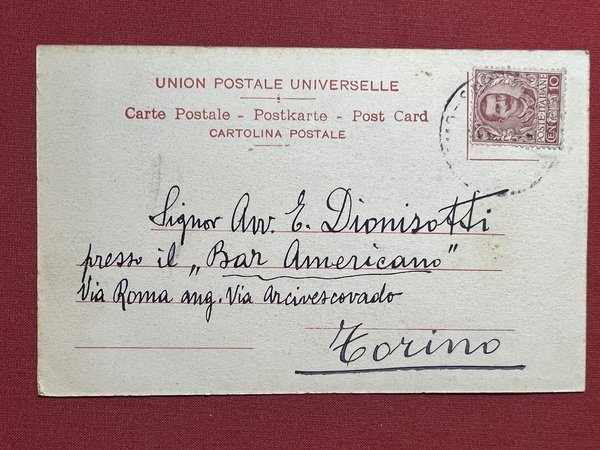 UNION POSTALE UNIVERSELLE
Carte Postale - Postkarte - Post Card
CARTOLINA POSTALE
POSTE ITALIANE
CENT. 10
Signor Avv. E. Dionisotti
presso il „Bar Americano"
Via Roma ang. Via Arcivescovado
Torino